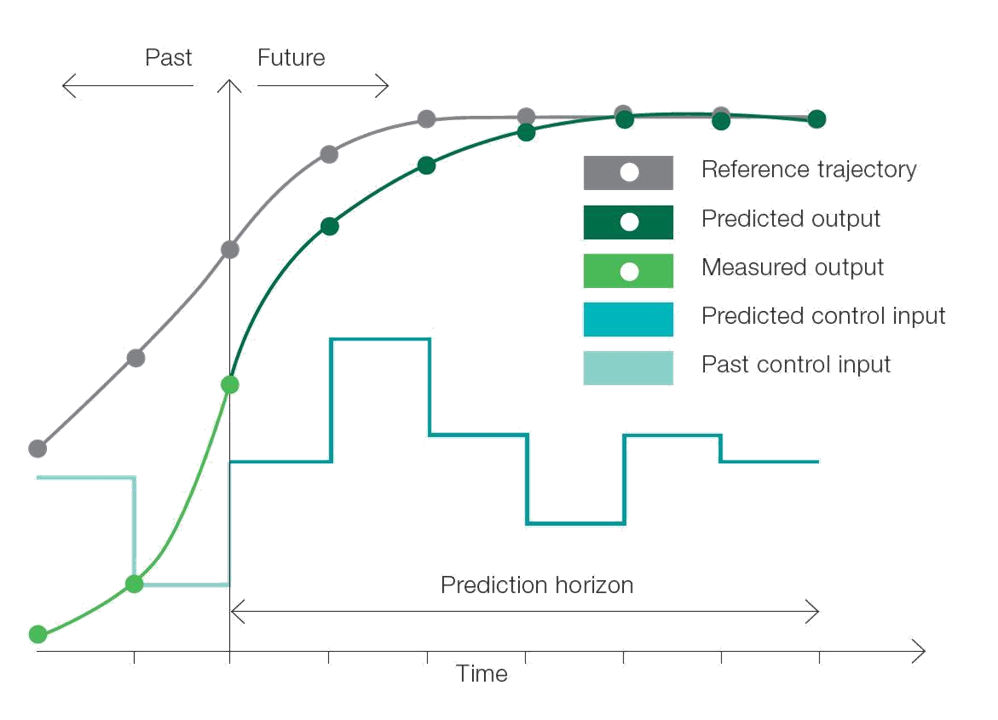 Past
Future
Reference trajectory
Predicted output
Measured output
Predicted control input
Past control input
Prediction horizon
Time